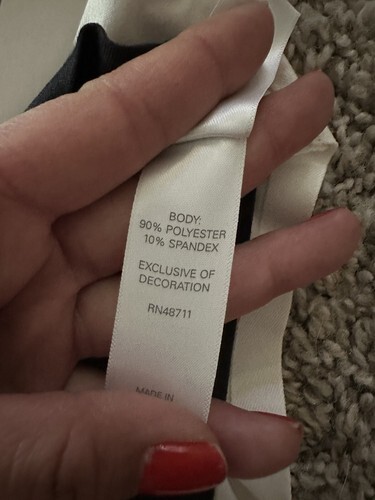 BODY:
90% POLYESTER
10% SPANDEX
EXCLUSIVE OF
DECORATION
RN48711
MADE IN